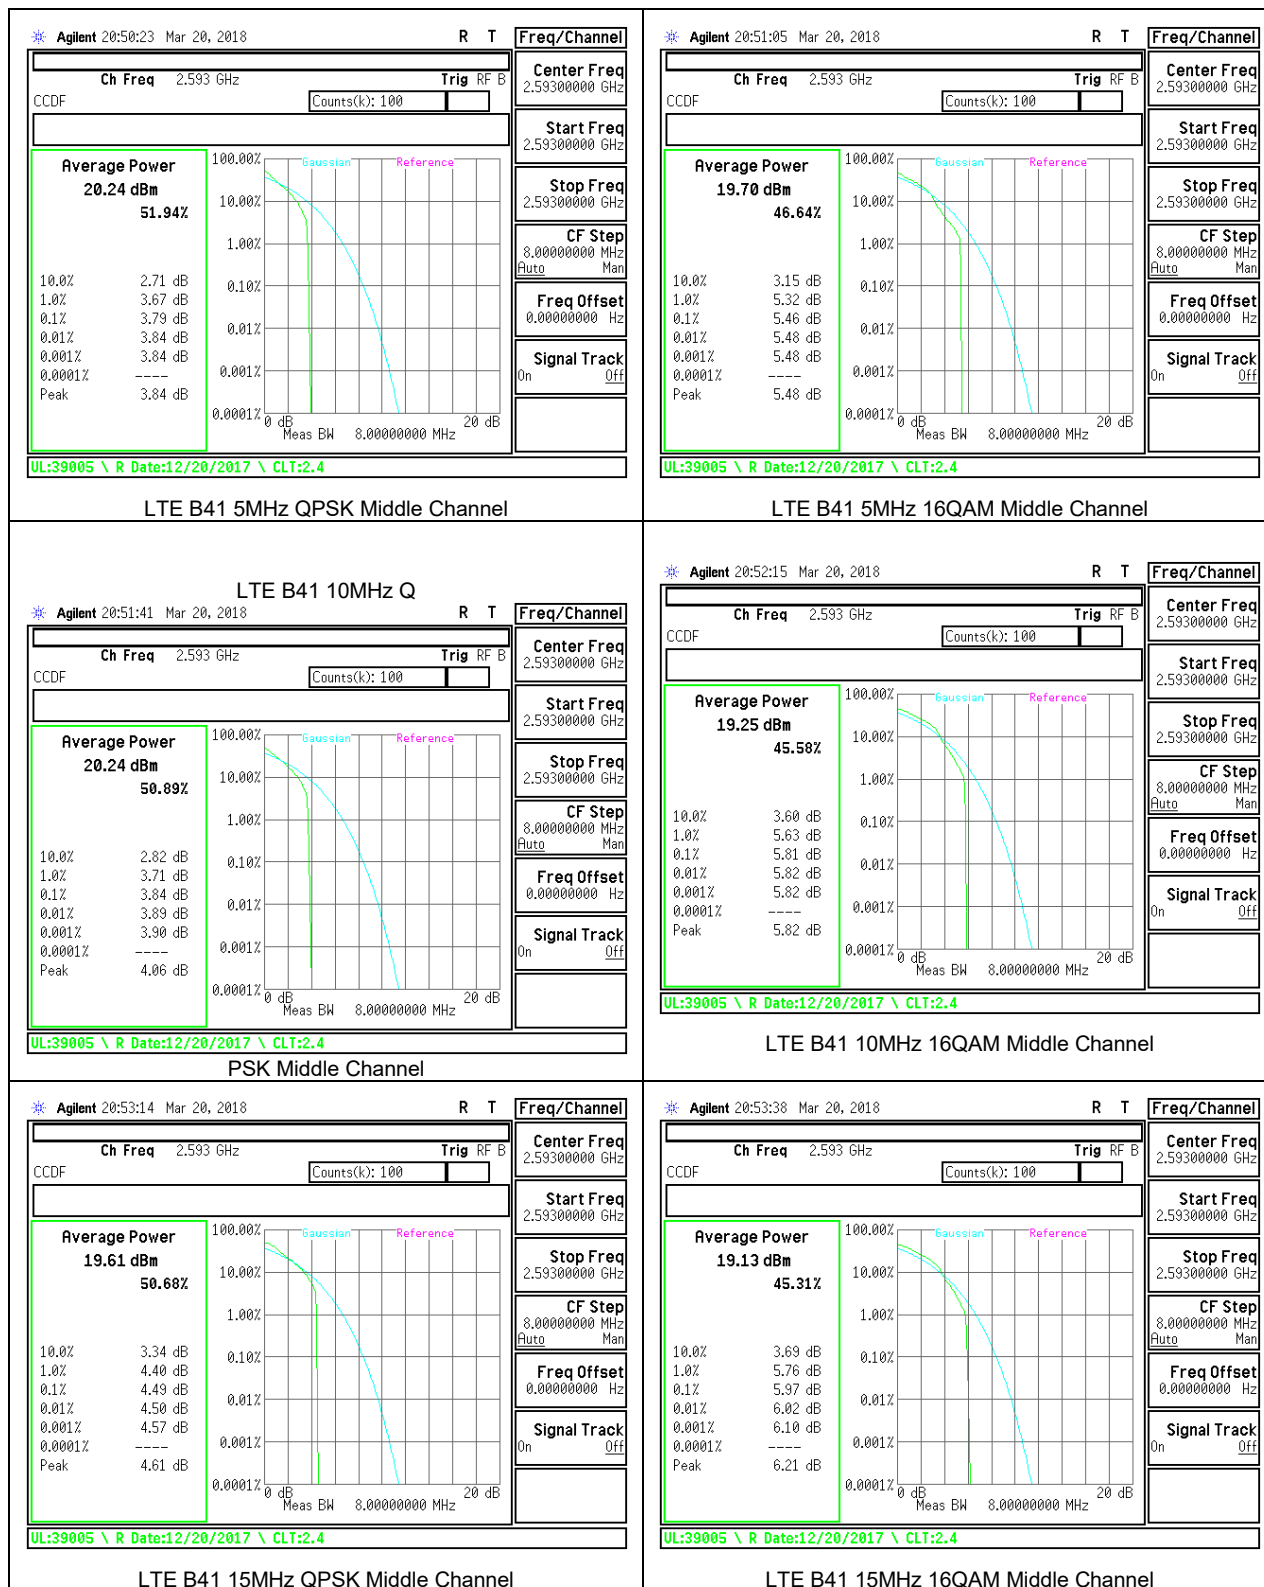 Agilent 20:50:23 Mar 20, 2018 R T Freq/Channel
Ch Freq 2.593 GHz Trig RF B
CCDF Counts(k): 100
Center Freq
2.59300000 GHz
Start Freq
2.59300000 GHz
Stop Freq
2.59300000 GHz
CF Step
8.00000000 MHz
Auto Man
Freq Offset
0.00000000 Hz
Signal Track
On Off
Average Power
20.24 dBm
51.94%
10.0% 2.71 dB
1.0% 3.67 dB
0.1% 3.79 dB
0.01% 3.84 dB
0.001% 3.84 dB
0.0001% ----
Peak 3.84 dB
Gaussian Reference
100.00%
10.00%
1.00%
0.10%
0.01%
0.001%
0.0001%
0 dB 20 dB
Meas BW 8.00000000 MHz
UL:39005 \ R Date:12/20/2017 \ CLT:2.4
LTE B41 5MHz QPSK Middle Channel
Agilent 20:51:05 Mar 20, 2018 R T Freq/Channel
Ch Freq 2.593 GHz Trig RF B
CCDF Counts(k): 100
Center Freq
2.59300000 GHz
Start Freq
2.59300000 GHz
Stop Freq
2.59300000 GHz
CF Step
8.00000000 MHz
Auto Man
Freq Offset
0.00000000 Hz
Signal Track
On Off
Average Power
19.70 dBm
46.64%
10.0% 3.15 dB
1.0% 5.32 dB
0.1% 5.46 dB
0.01% 5.48 dB
0.001% 5.48 dB
0.0001% ----
Peak 5.48 dB
Gaussian Reference
100.00%
10.00%
1.00%
0.10%
0.01%
0.001%
0.0001%
0 dB 20 dB
Meas BW 8.00000000 MHz
UL:39005 \ R Date:12/20/2017 \ CLT:2.4
LTE B41 5MHz 16QAM Middle Channel
LTE B41 10MHz Q
Agilent 20:51:41 Mar 20, 2018 R T Freq/Channel
Ch Freq 2.593 GHz Trig RF B
CCDF Counts(k): 100
Center Freq
2.59300000 GHz
Start Freq
2.59300000 GHz
Stop Freq
2.59300000 GHz
CF Step
8.00000000 MHz
Auto Man
Freq Offset
0.00000000 Hz
Signal Track
On Off
Average Power
20.24 dBm
50.89%
10.0% 2.82 dB
1.0% 3.71 dB
0.1% 3.84 dB
0.01% 3.89 dB
0.001% 3.90 dB
0.0001% ----
Peak 4.06 dB
Gaussian Reference
100.00%
10.00%
1.00%
0.10%
0.01%
0.001%
0.0001%
0 dB 20 dB
Meas BW 8.00000000 MHz
UL:39005 \ R Date:12/20/2017 \ CLT:2.4
PSK Middle Channel
Agilent 20:52:15 Mar 20, 2018 R T Freq/Channel
Ch Freq 2.593 GHz Trig RF B
CCDF Counts(k): 100
Center Freq
2.59300000 GHz
Start Freq
2.59300000 GHz
Stop Freq
2.59300000 GHz
CF Step
8.00000000 MHz
Auto Man
Freq Offset
0.00000000 Hz
Signal Track
On Off
Average Power
19.25 dBm
45.58%
10.0% 3.60 dB
1.0% 5.63 dB
0.1% 5.81 dB
0.01% 5.82 dB
0.001% 5.82 dB
0.0001% ----
Peak 5.82 dB
Gaussian Reference
100.00%
10.00%
1.00%
0.10%
0.01%
0.001%
0.0001%
0 dB 20 dB
Meas BW 8.00000000 MHz
UL:39005 \ R Date:12/20/2017 \ CLT:2.4
LTE B41 10MHz 16QAM Middle Channel
Agilent 20:53:14 Mar 20, 2018 R T Freq/Channel
Ch Freq 2.593 GHz Trig RF B
CCDF Counts(k): 100
Center Freq
2.59300000 GHz
Start Freq
2.59300000 GHz
Stop Freq
2.59300000 GHz
CF Step
8.00000000 MHz
Auto Man
Freq Offset
0.00000000 Hz
Signal Track
On Off
Average Power
19.61 dBm
50.68%
10.0% 3.34 dB
1.0% 4.40 dB
0.1% 4.49 dB
0.01% 4.50 dB
0.001% 4.57 dB
0.0001% ----
Peak 4.61 dB
Gaussian Reference
100.00%
10.00%
1.00%
0.10%
0.01%
0.001%
0.0001%
0 dB 20 dB
Meas BW 8.00000000 MHz
UL:39005 \ R Date:12/20/2017 \ CLT:2.4
LTE B41 15MHz QPSK Middle Channel
Agilent 20:53:38 Mar 20, 2018 R T Freq/Channel
Ch Freq 2.593 GHz Trig RF B
CCDF Counts(k): 100
Center Freq
2.59300000 GHz
Start Freq
2.59300000 GHz
Stop Freq
2.59300000 GHz
CF Step
8.00000000 MHz
Auto Man
Freq Offset
0.00000000 Hz
Signal Track
On Off
Average Power
19.13 dBm
45.31%
10.0% 3.69 dB
1.0% 5.76 dB
0.1% 5.97 dB
0.01% 6.02 dB
0.001% 6.10 dB
0.0001% ----
Peak 6.21 dB
Gaussian Reference
100.00%
10.00%
1.00%
0.10%
0.01%
0.001%
0.0001%
0 dB 20 dB
Meas BW 8.00000000 MHz
UL:39005 \ R Date:12/20/2017 \ CLT:2.4
LTE B41 15MHz 16QAM Middle Channel